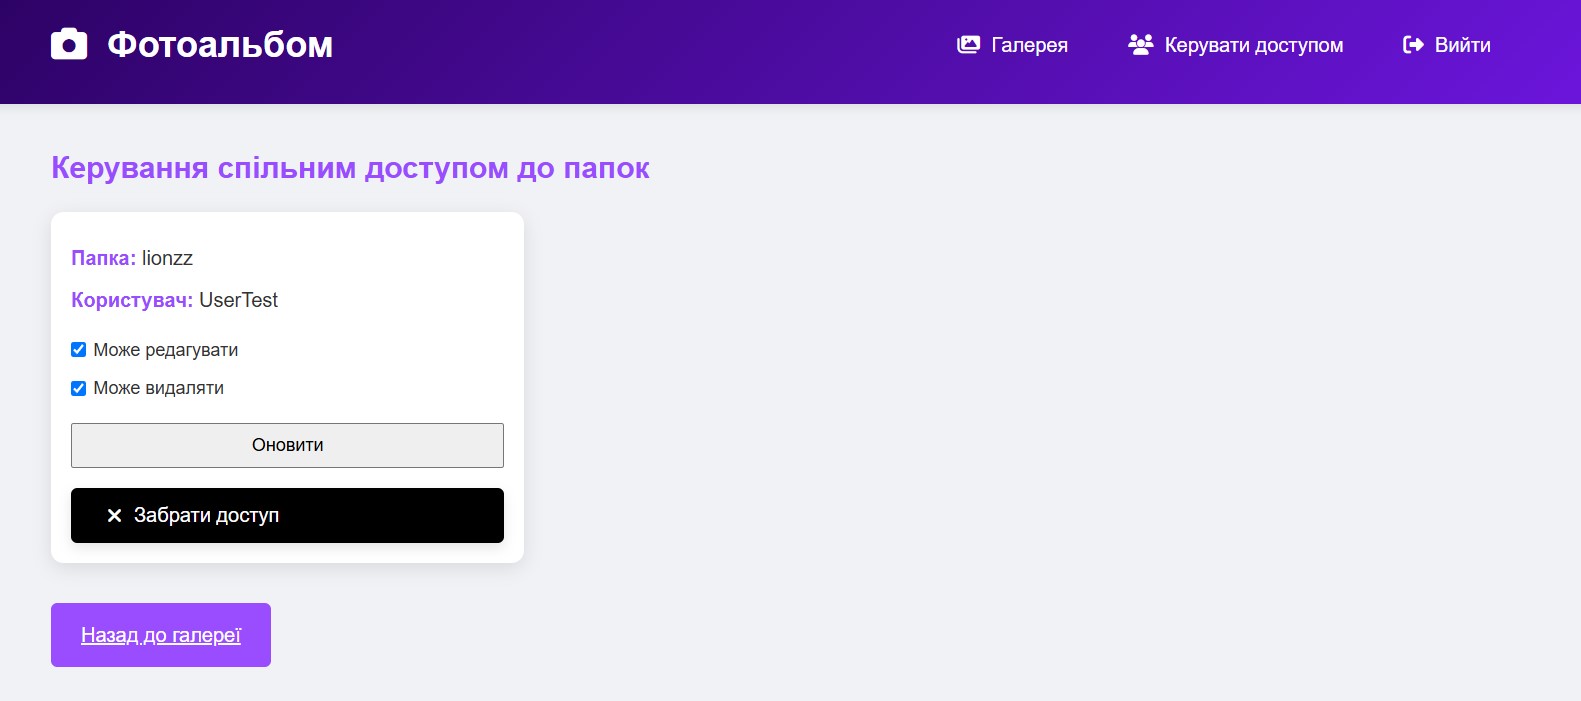 Фотоальбом
Галерея
Керувати доступом
Вийти
Керування спільним доступом до папок
Папка: lionzz
Користувач: UserTest
Може редагувати
Може видаляти
Оновити
Забрати доступ
Назад до галереї